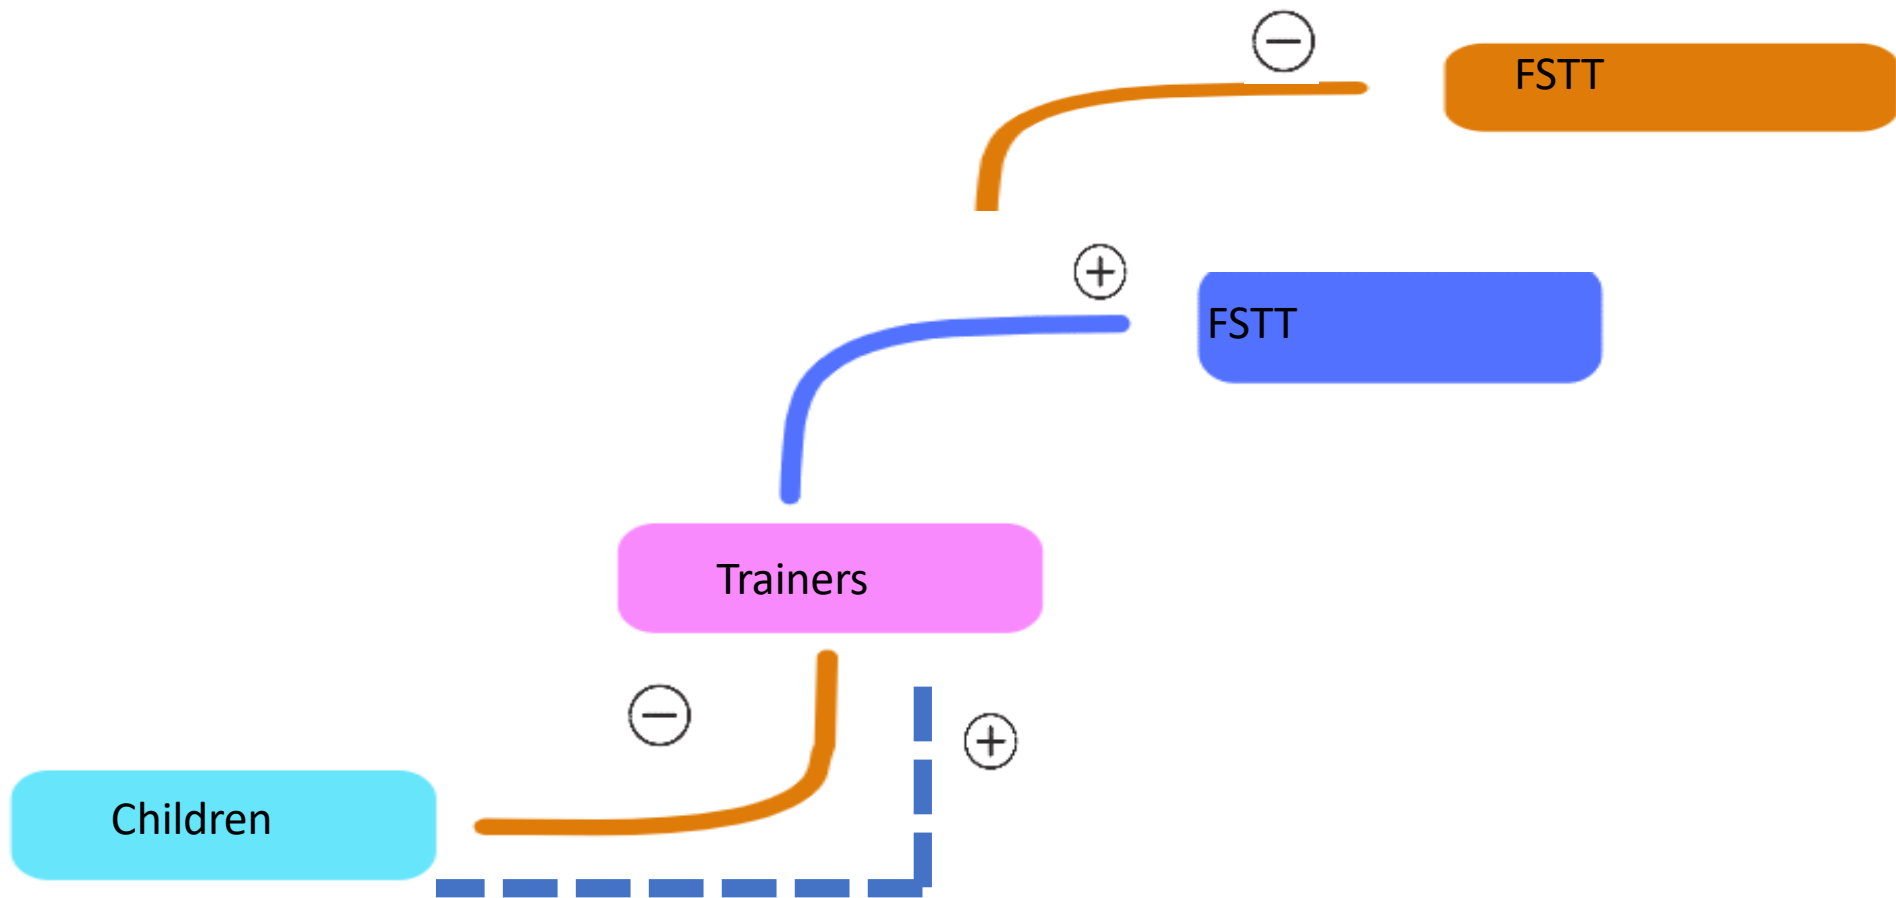 −
FSTT
+
FSTT
Trainers
−
+
Children